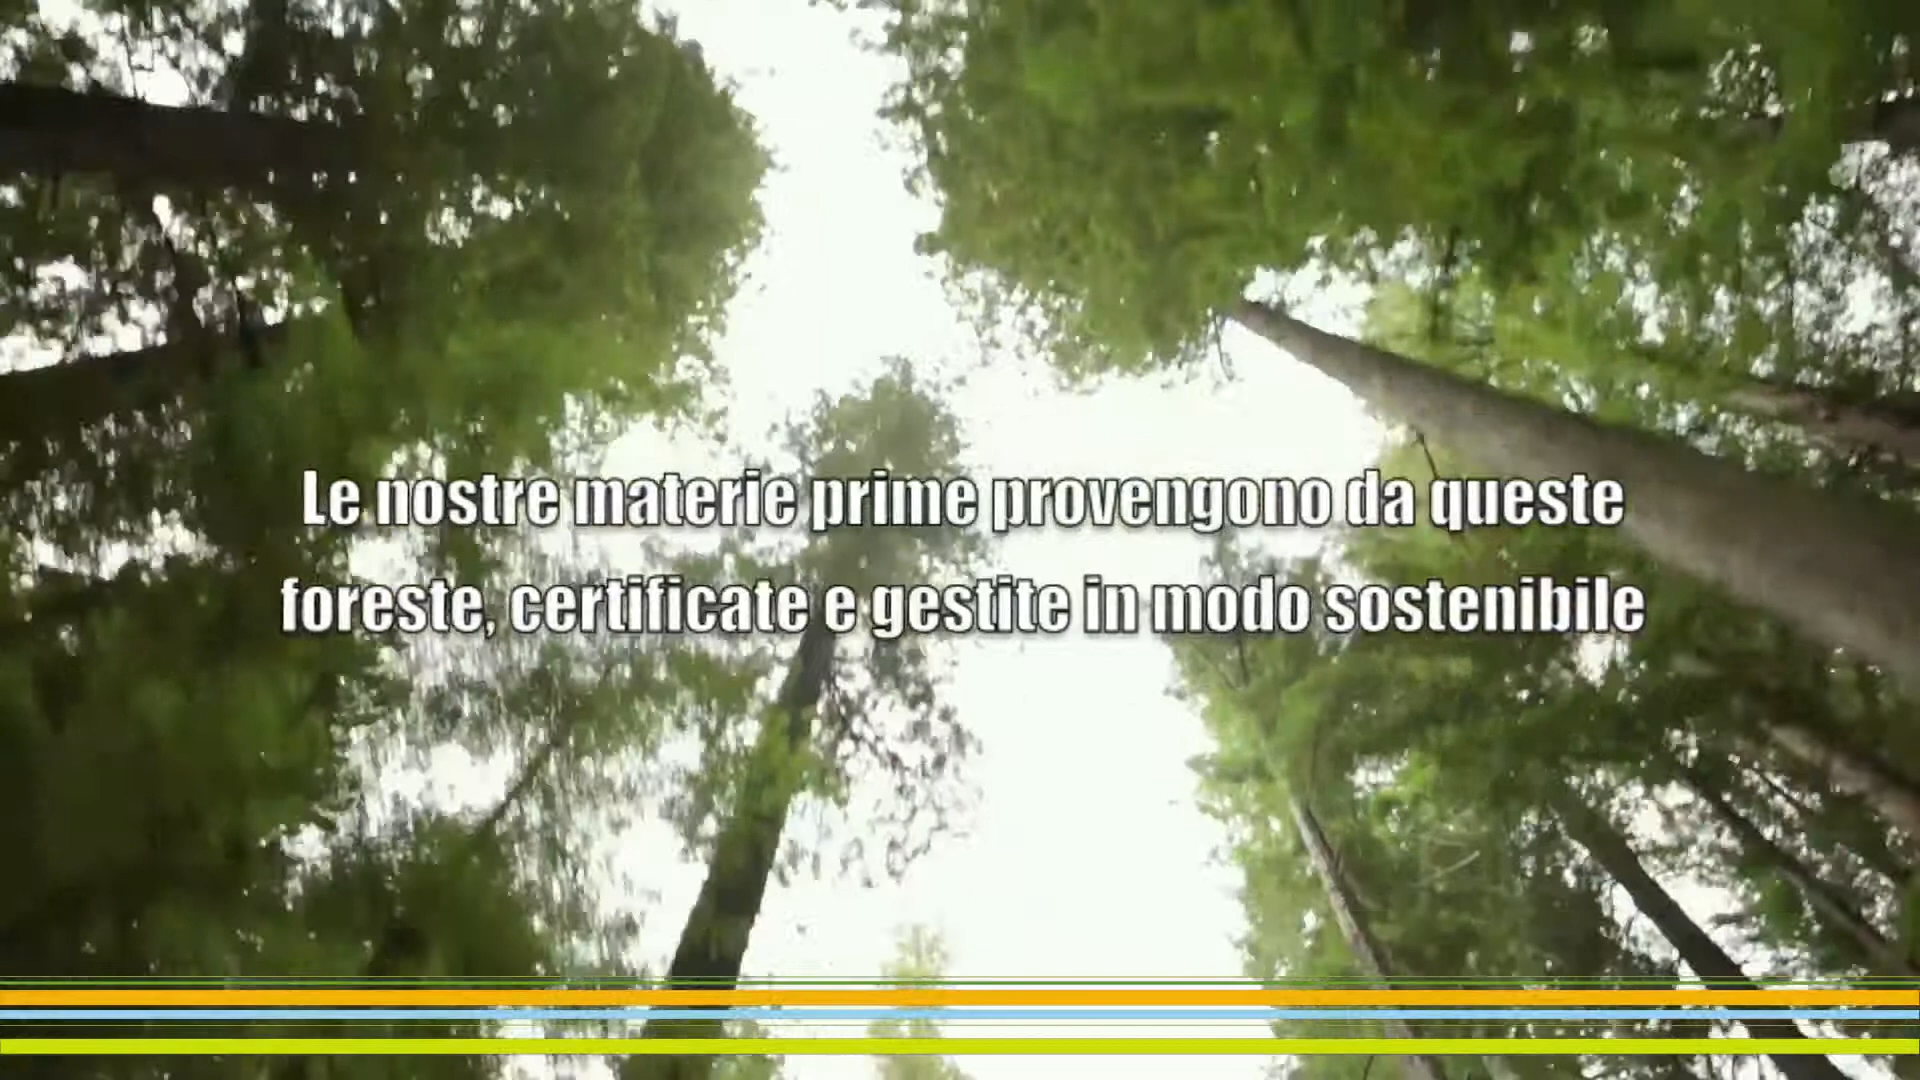 Le nostre materie prime provengono da queste
foreste, certificate e gestite in modo sostenibile